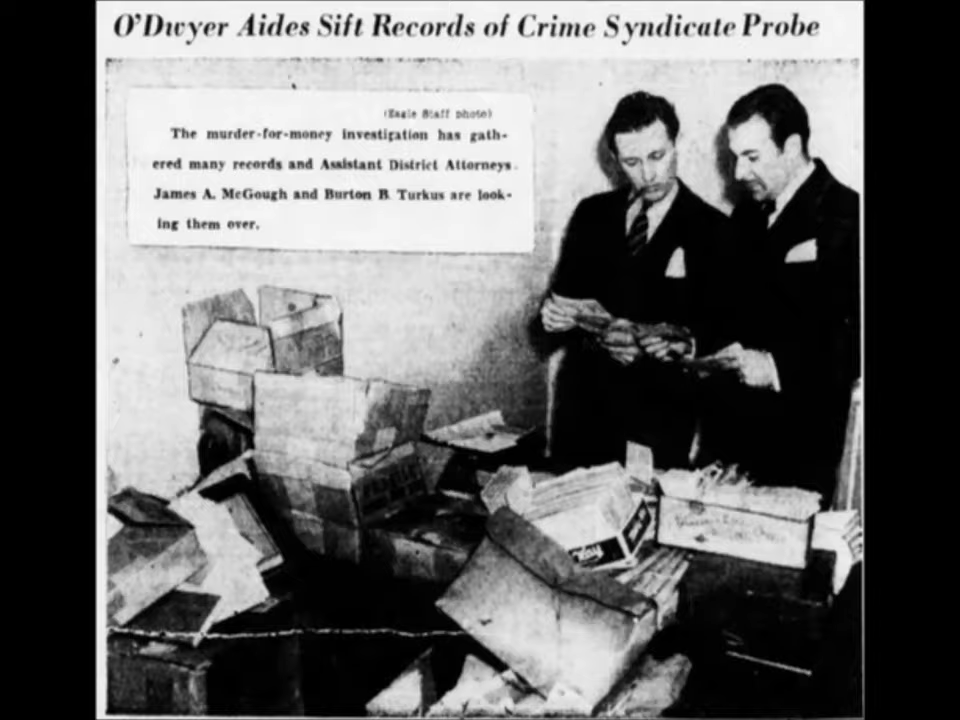 O'Dwyer Aides Sift Records of Crime Syndicate Probe
(Eagle Staff photo)
The murder-for-money investigation has gath-
ered many records and Assistant District Attorneys
James A. McGough and Burton B. Turkus are look-
ing them over.